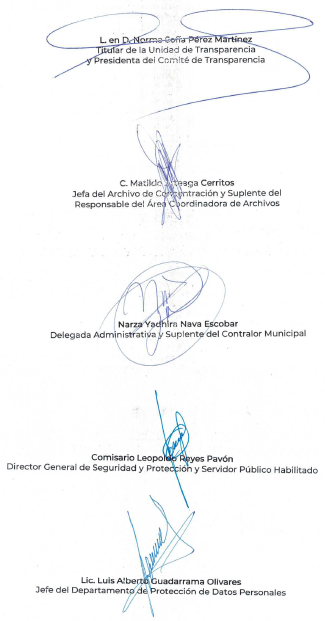 L. en D. Norma Sofía Pérez Martínez
Titular de la Unidad de Transparencia
y Presidenta del Comité de Transparencia
C. Matilde Arteaga Cerritos
Jefa del Archivo de Concentración y Suplente del
Responsable del Área Coordinadora de Archivos
Narza Yadhira Nava Escobar
Delegada Administrativa y Suplente del Contralor Municipal
Comisario Leopoldo Reyes Pavón
Director General de Seguridad y Protección y Servidor Público Habilitado
Lic. Luis Alberto Guadarrama Olivares
Jefe del Departamento de Protección de Datos Personales